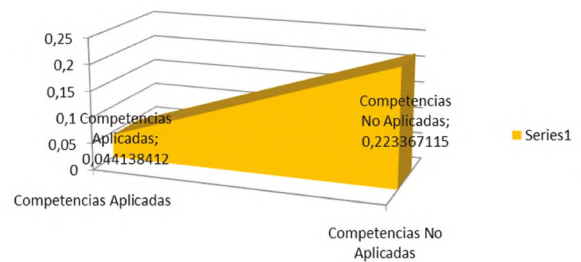 0,25
0,2
0,15
0,1
0,05
0
Competencias
Aplicadas;
0,044138412
Competencias
No Aplicadas;
0,223367115
Series1
Competencias Aplicadas
Competencias No
Aplicadas